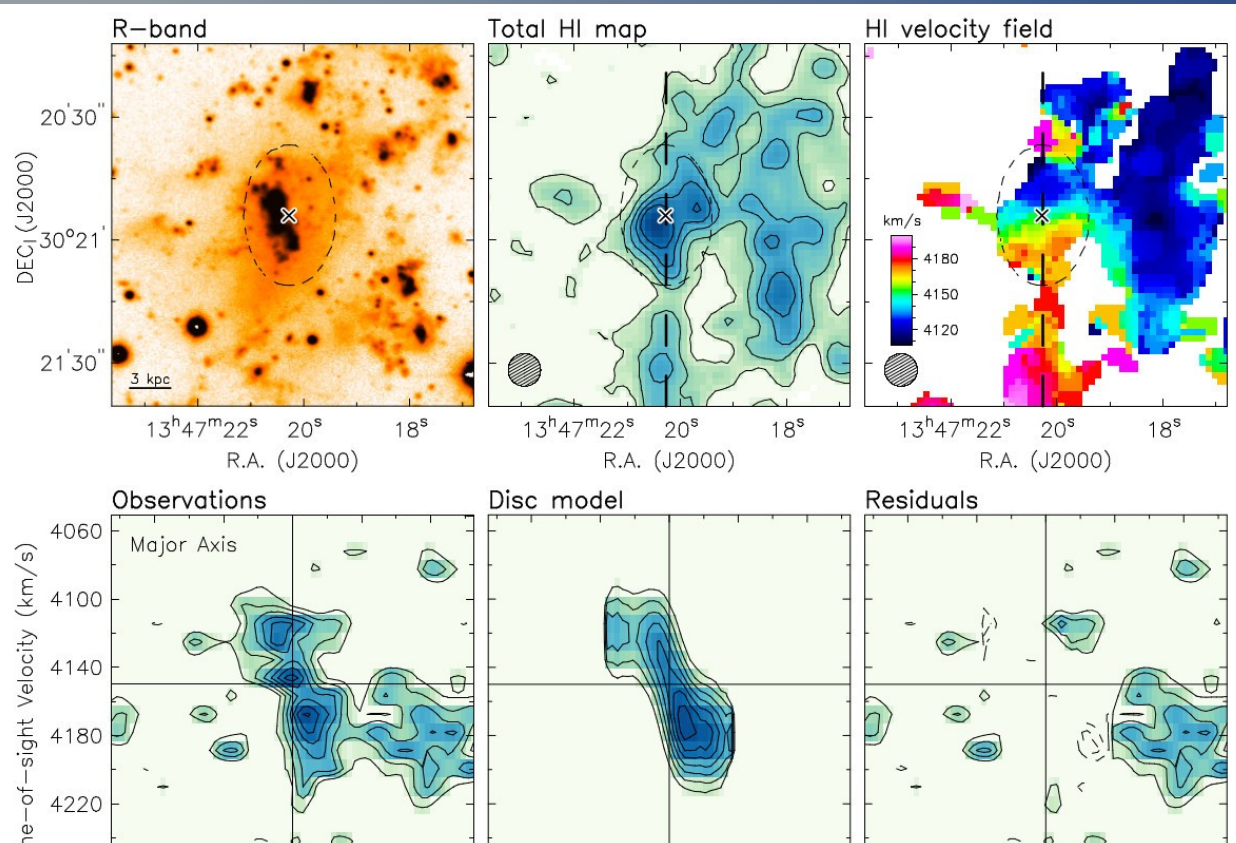 R-band
Total HI map
HI velocity field
DEC. (J2000)
20'30"
30°21'
21'30"
3 kpc
km/s
4180
4150
4120
13h47m22s 20s 18s
R.A. (J2000)
13h47m22s 20s 18s
R.A. (J2000)
13h47m22s 20s 18s
R.A. (J2000)
Observations
Disc model
Residuals
ne-of-sight Velocity (km/s)
4060
4100
4140
4180
4220
Major Axis